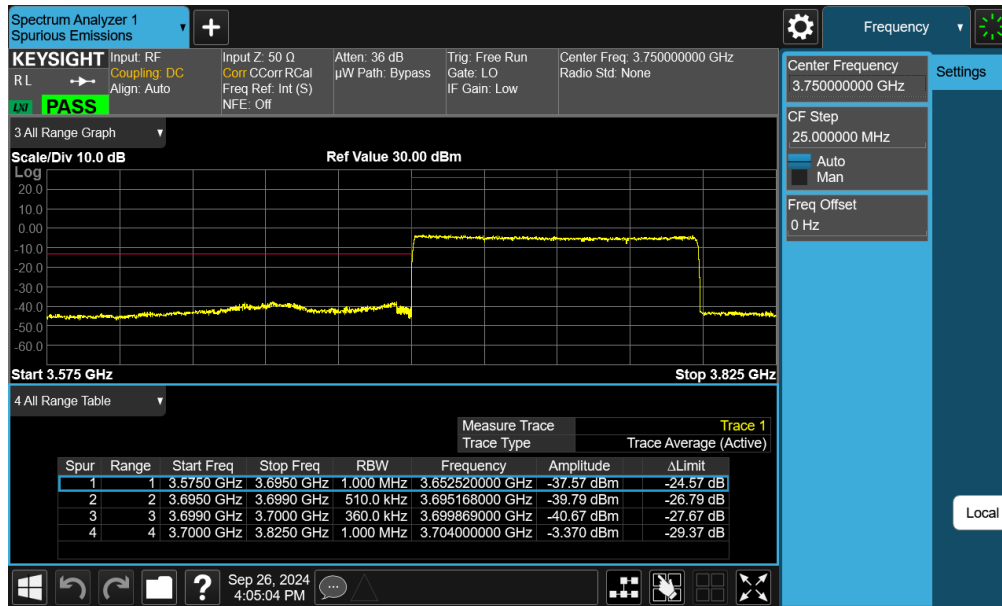 Spectrum Analyzer 1
Spurious Emissions
Frequency
KEYSIGHT
R L
LXI PASS
Input: RF
Coupling: DC
Align: Auto
Input Z: 50 Ω
Corr CCorr RCal
Freq Ref: Int (S)
NFE: Off
Atten: 36 dB
µW Path: Bypass
Trig: Free Run
Gate: LO
IF Gain: Low
Center Freq: 3.750000000 GHz
Radio Std: None
Center Frequency
3.750000000 GHz
Settings
CF Step
25.000000 MHz
Auto
Man
Freq Offset
0 Hz
Local
3 All Range Graph
Scale/Div 10.0 dB Ref Value 30.00 dBm
Log
20.0
10.0
0.00
-10.0
-20.0
-30.0
-40.0
-50.0
-60.0
Start 3.575 GHz Stop 3.825 GHz
4 All Range Table
Measure Trace Trace 1
Trace Type Trace Average (Active)
Spur Range Start Freq Stop Freq RBW Frequency Amplitude ΔLimit
1 1 3.5750 GHz 3.6950 GHz 1.000 MHz 3.652520000 GHz -37.57 dBm -24.57 dB
2 2 3.6950 GHz 3.6990 GHz 510.0 kHz 3.695168000 GHz -39.79 dBm -26.79 dB
3 3 3.6990 GHz 3.7000 GHz 360.0 kHz 3.699869000 GHz -40.67 dBm -27.67 dB
4 4 3.7000 GHz 3.8250 GHz 1.000 MHz 3.704000000 GHz -3.370 dBm -29.37 dB
?
Sep 26, 2024
4:05:04 PM